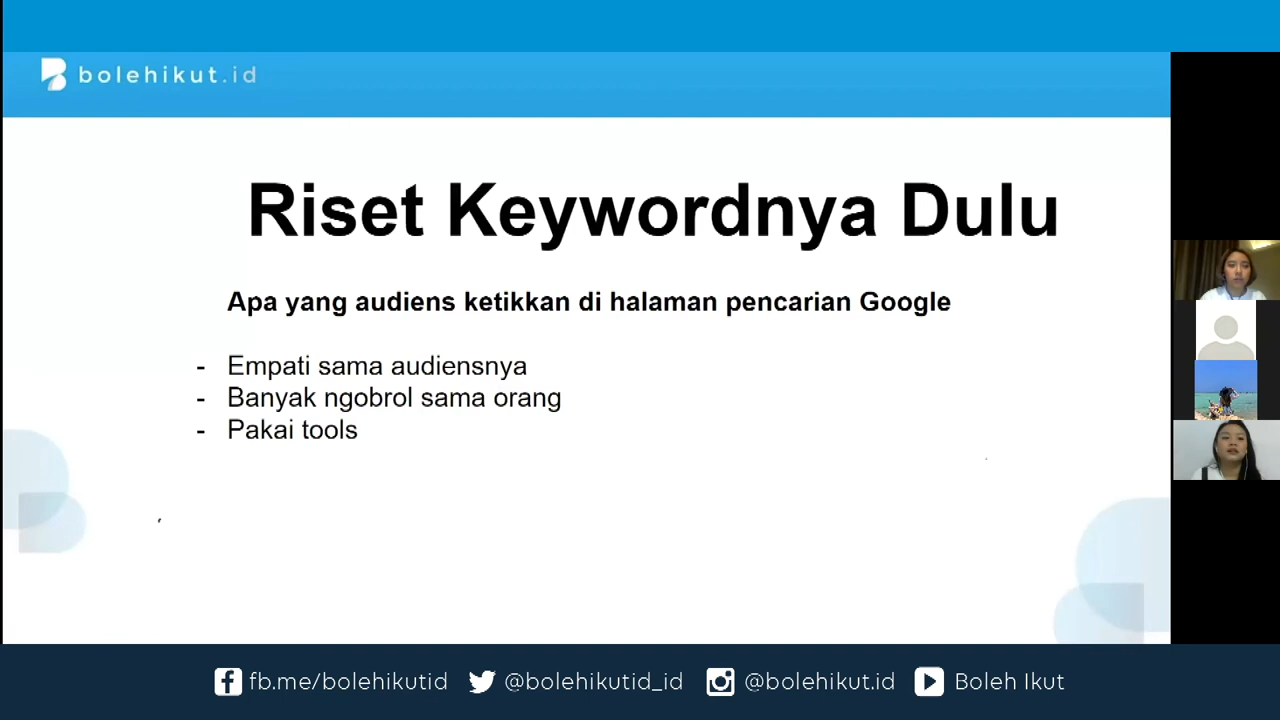 bolehikut.id
Riset Keywordnya Dulu
Apa yang audiens ketikkan di halaman pencarian Google
- Empati sama audiensnya
- Banyak ngobrol sama orang
- Pakai tools
fb.me/bolehikutid @bolehikutid_id @bolehikut.id Boleh Ikut